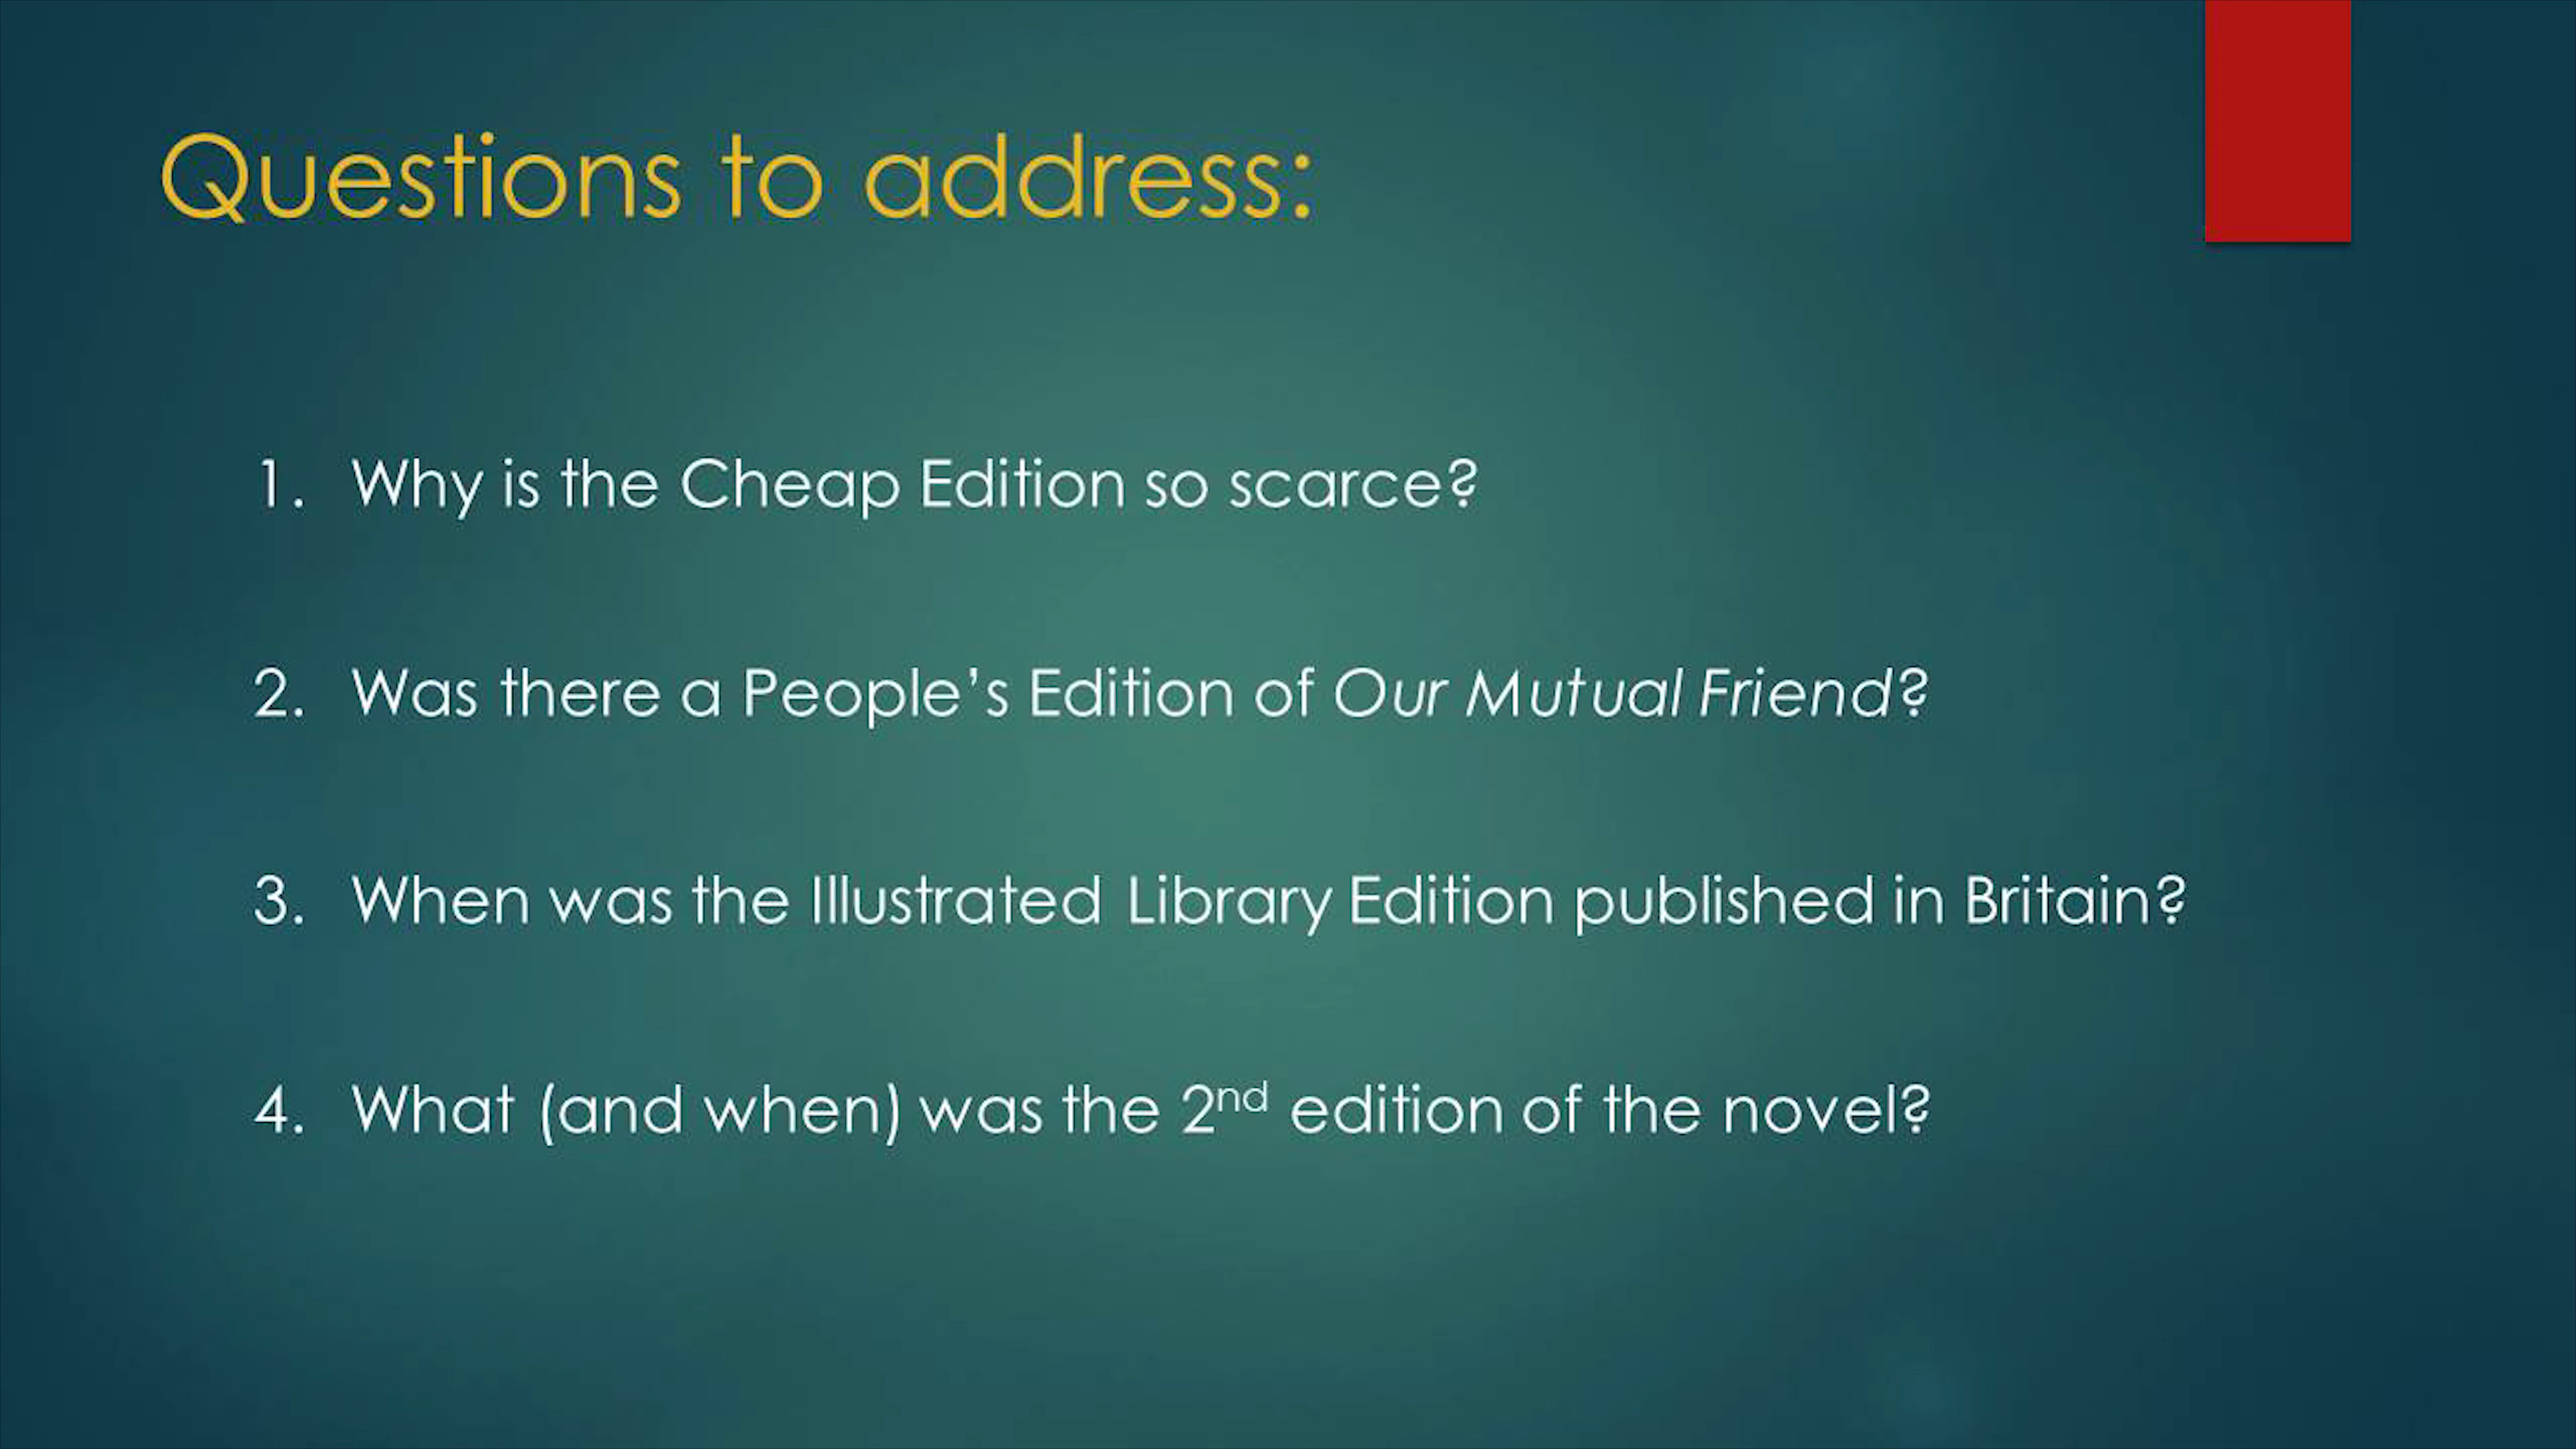 Questions to address:
1. Why is the Cheap Edition so scarce?
2. Was there a People’s Edition of Our Mutual Friend?
3. When was the Illustrated Library Edition published in Britain?
4. What (and when) was the 2nd edition of the novel?